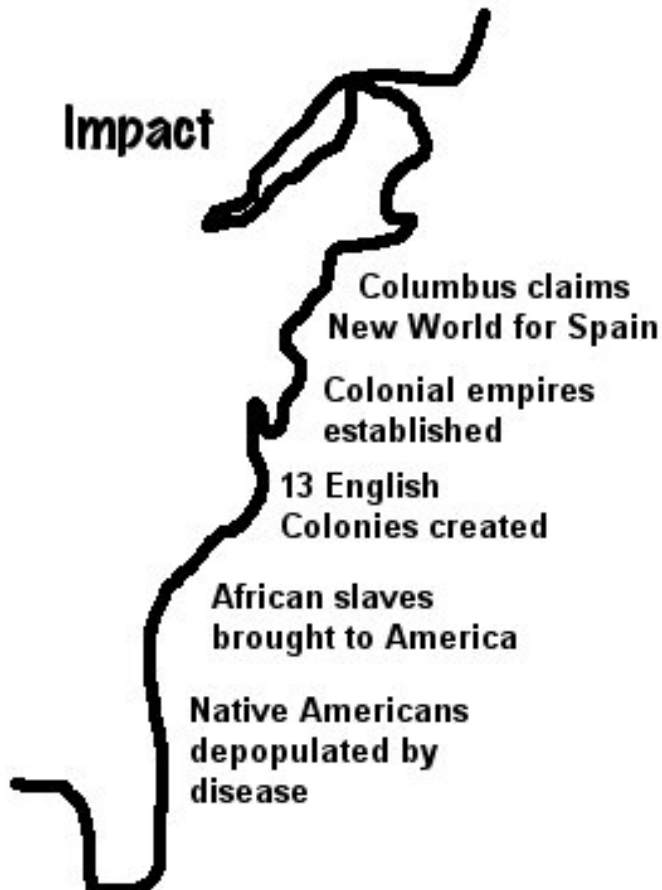 Impact
Columbus claims
New World for Spain
Colonial empires
established
13 English
Colonies created
African slaves
brought to America
Native Americans
depopulated by
disease